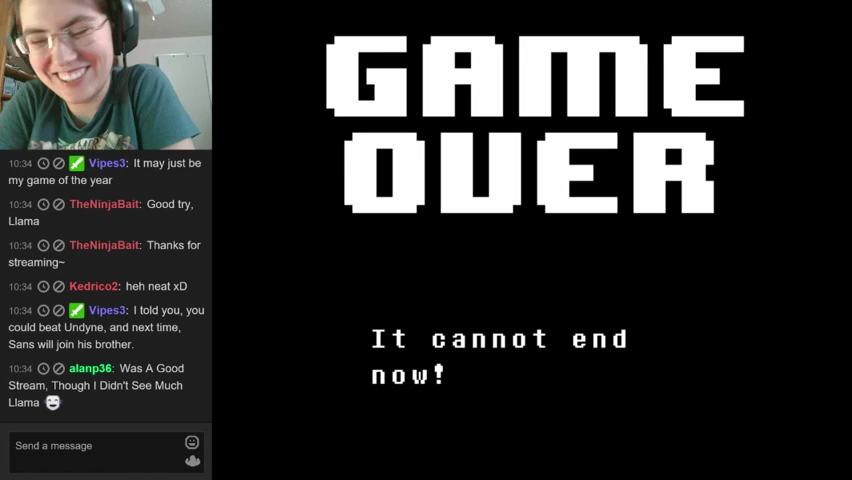 GAME
OVER
It cannot end
now!
10:34 Vipes3: It may just be
my game of the year
10:34 TheNinjaBait: Good try,
Llama
10:34 TheNinjaBait: Thanks for
streaming~
10:34 Kedrico2: heh neat xD
10:34 Vipes3: I told you, you
could beat Undyne, and next time,
Sans will join his brother.
10:34 alanp36: Was A Good
Stream, Though I Didn't See Much
Llama
Send a message